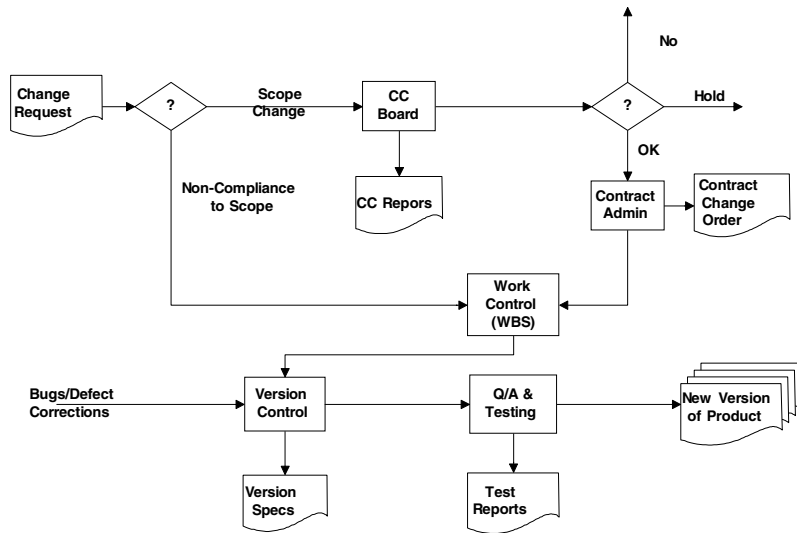 No
Change
Request
?
Scope
Change
CC
Board
?
Hold
OK
Non-Compliance
to Scope
CC Repors
Contract
Admin
Contract
Change
Order
Work
Control
(WBS)
Bugs/Defect
Corrections
Version
Control
Q/A &
Testing
New Version
of Product
Version
Specs
Test
Reports